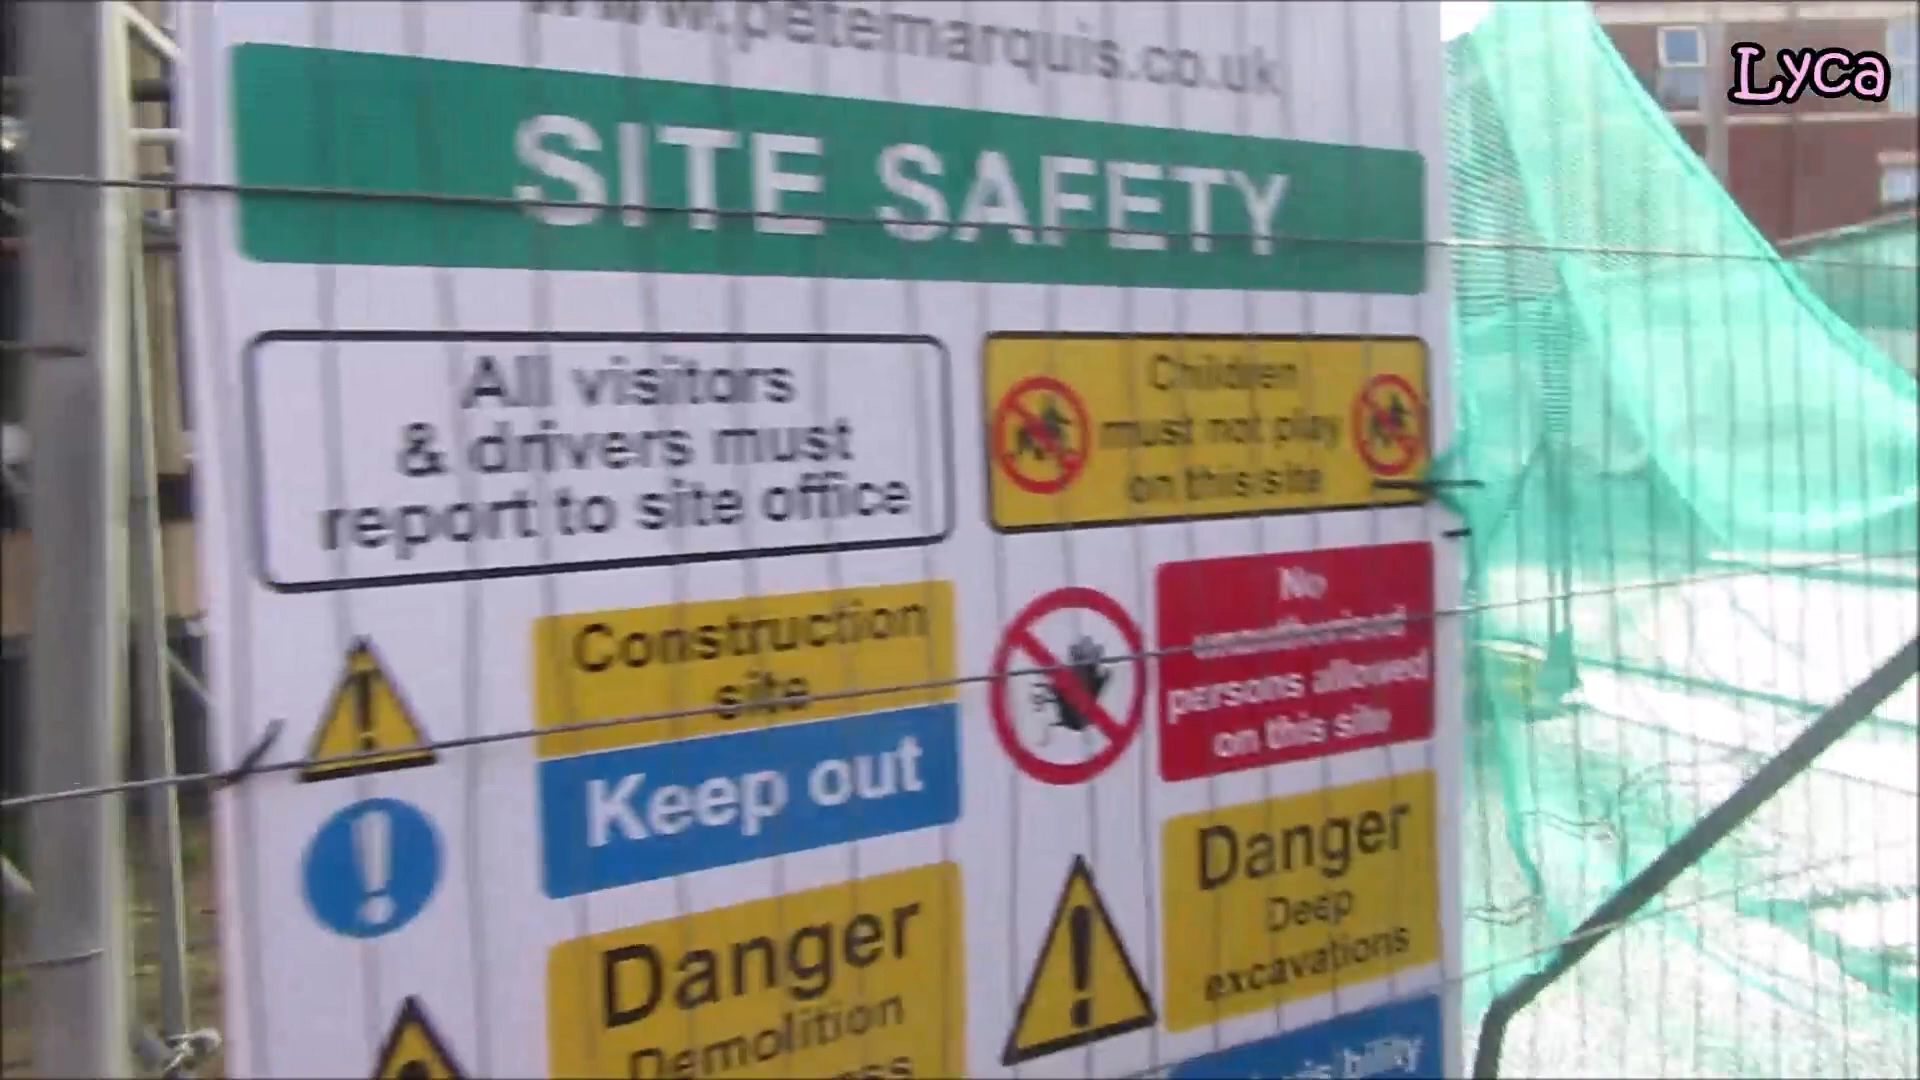 www.petemarquis.co.uk
Lyca
SITE SAFETY
All visitors
& drivers must
report to site office
Children
must not play
on this site
Construction
site
Keep out
No
unauthorised
persons allowed
on this site
Danger
Deep
excavations
Danger
Demolition